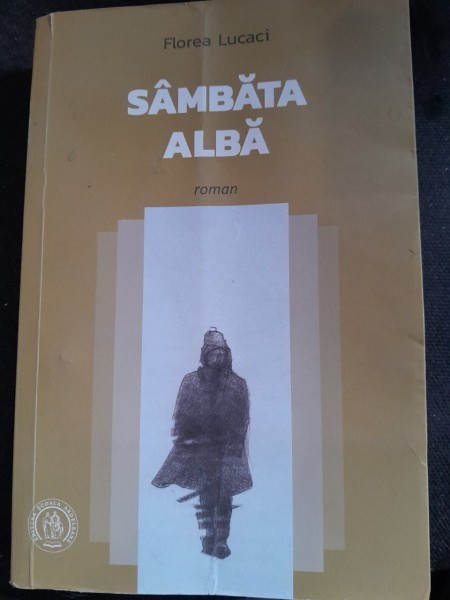 Florea Lucaci
SÂMBĂTA
ALBĂ
roman